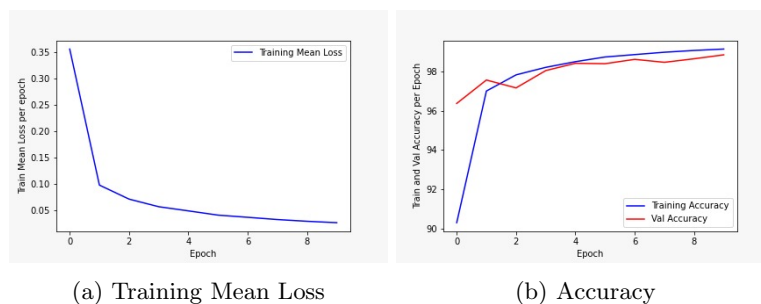 0.35
0.30
0.25
0.20
0.15
0.10
0.05
0 2 4 6 8
Train Mean Loss per epoch
Epoch
Training Mean Loss
(a) Training Mean Loss
98
96
94
92
90
0 2 4 6 8
Train and Val Accuracy per Epoch
Epoch
Training Accuracy
Val Accuracy
(b) Accuracy